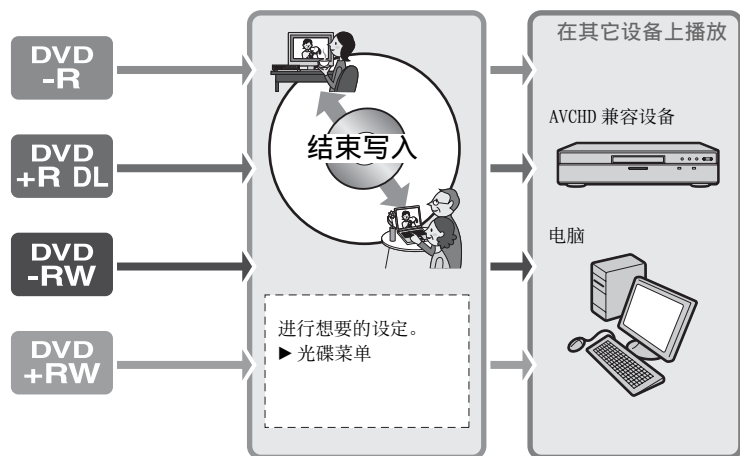 DVD
-R
DVD
+R DL
DVD
-RW
DVD
+RW
结束写入
进行想要的设定。
▶ 光碟菜单
在其它设备上播放
AVCHD 兼容设备
电脑